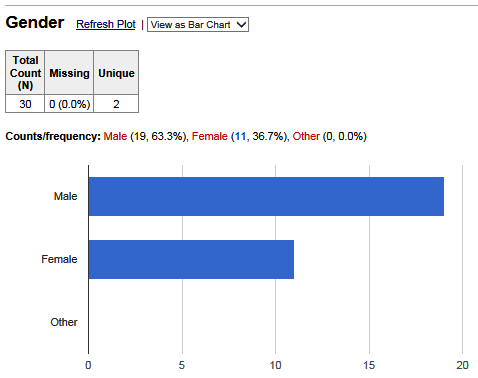 Gender Refresh Plot | View as Bar Chart
Total Count (N) Missing Unique
30 0 (0.0%) 2
Counts/frequency: Male (19, 63.3%), Female (11, 36.7%), Other (0, 0.0%)
Male
Female
Other
0 5 10 15 20